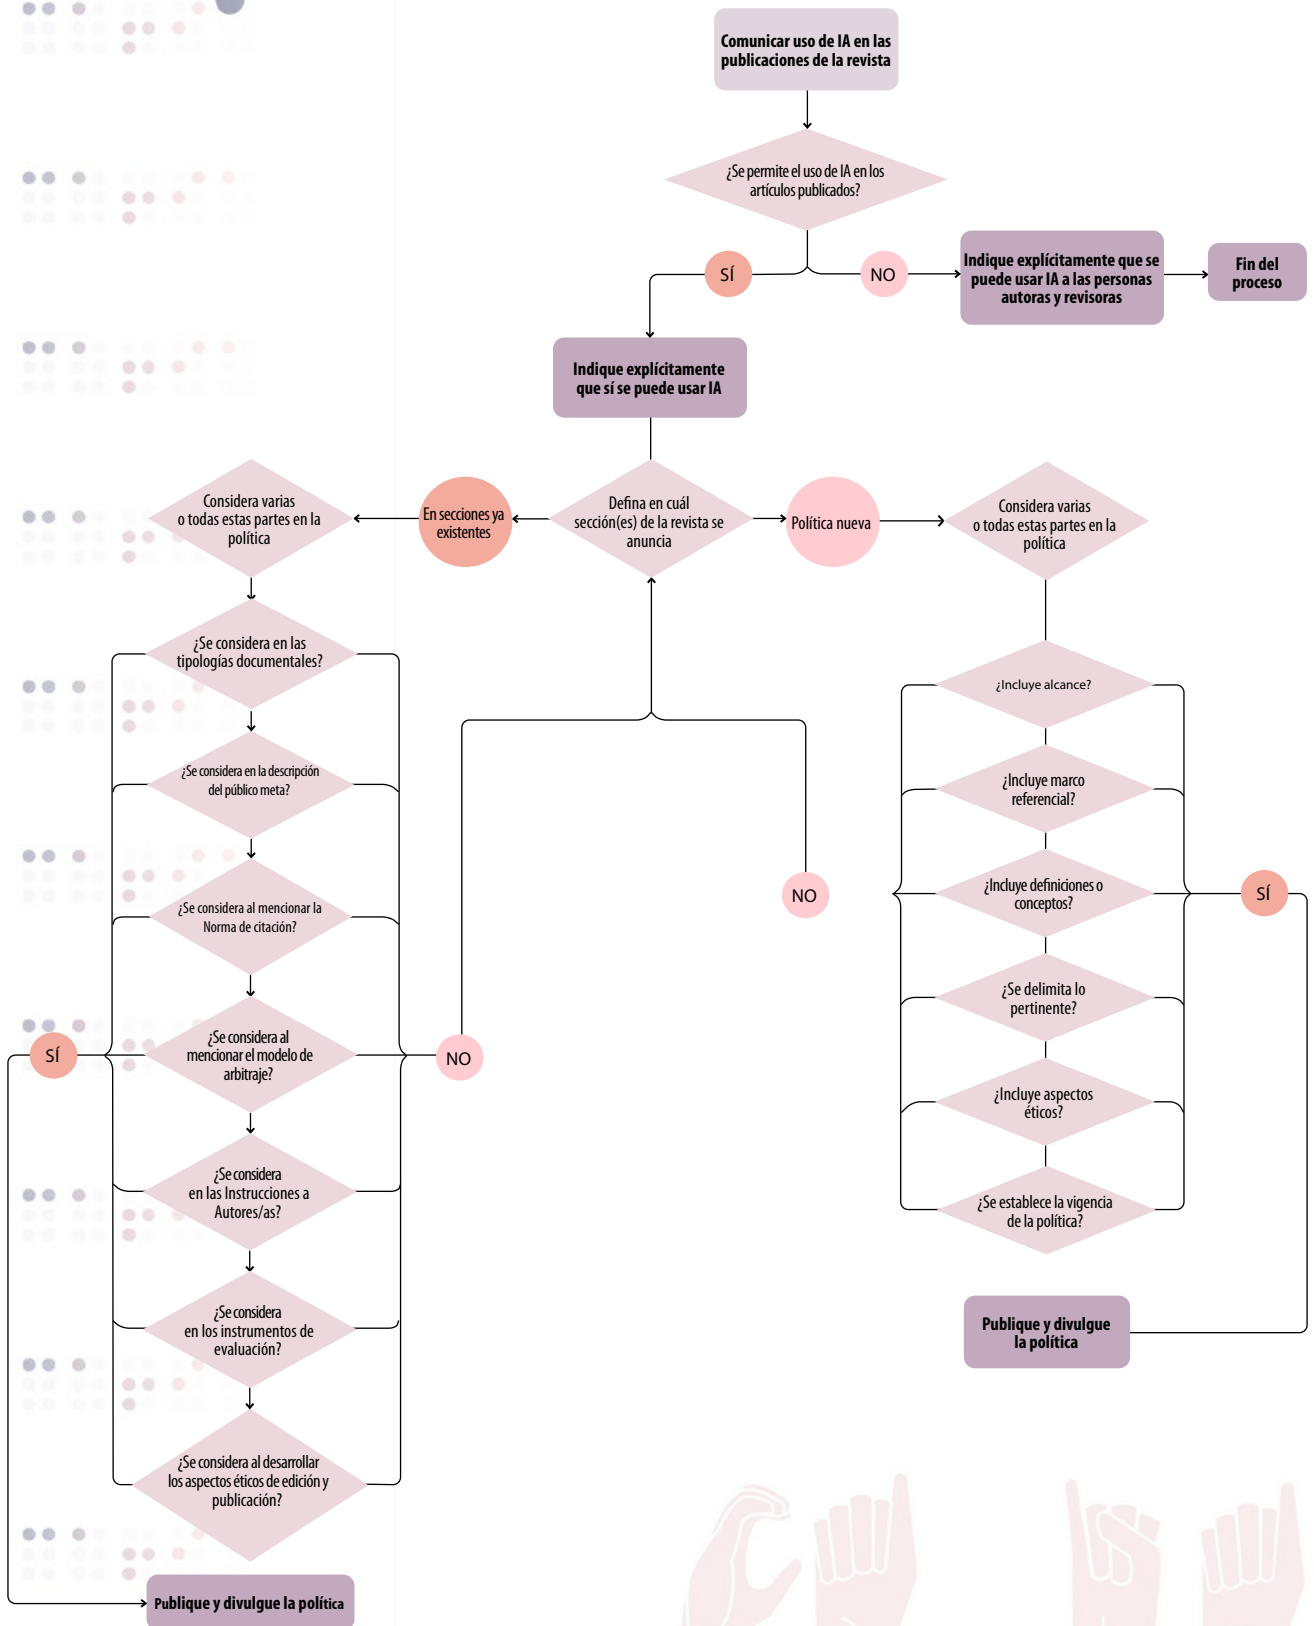 Comunicar uso de IA en las
publicaciones de la revista
¿Se permite el uso de IA en los
artículos publicados?
SÍ
NO
Indique explícitamente que se
puede usar IA a las personas
autoras y revisoras
Fin del
proceso
Indique explícitamente
que sí se puede usar IA
Defina en cuál
sección(es) de la revista se
anuncia
En secciones ya
existentes
Política nueva
Considera varias
o todas estas partes en la
política
¿Se considera en las
tipologías documentales?
¿Se considera en la descripción
del público meta?
¿Se considera al mencionar la
Norma de citación?
¿Se considera al
mencionar el modelo de
arbitraje?
SÍ
NO
¿Se considera
en las Instrucciones a
Autores/as?
¿Se considera
en los instrumentos de
evaluación?
¿Se considera al desarrollar
los aspectos éticos de edición y
publicación?
Publique y divulgue la política
Considera varias
o todas estas partes en la
política
¿Incluye alcance?
¿Incluye marco
referencial?
¿Incluye definiciones o
conceptos?
NO
SÍ
¿Se delimita lo
pertinente?
¿Incluye aspectos
éticos?
¿Se establece la vigencia
de la política?
Publique y divulgue
la política